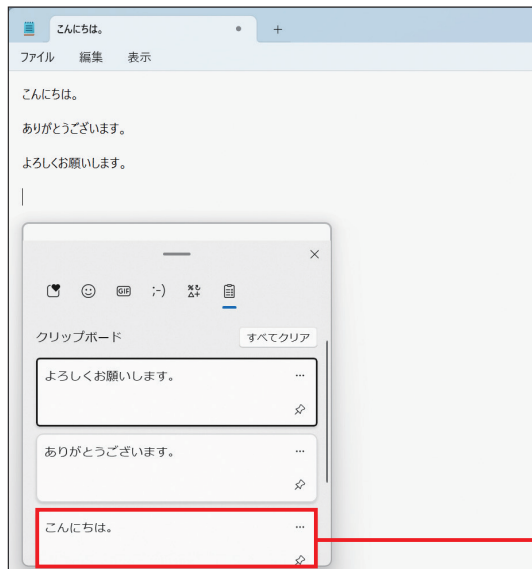 こんにちは。
+
ファイル 編集 表示
こんにちは。
ありがとうございます。
よろしくお願いします。
GIF ;-)
クリップボード すべてクリア
よろしくお願いします。
ありがとうございます。
こんにちは。